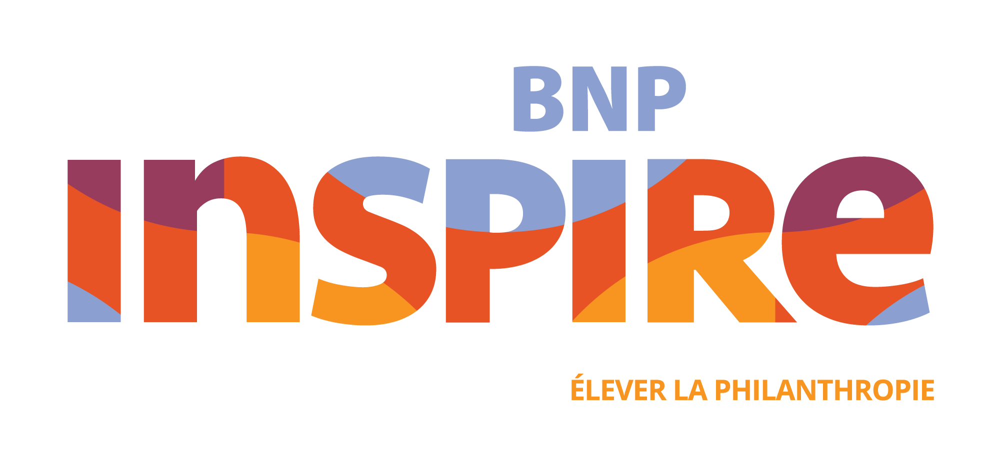 BNP
INSPIRE
ÉLEVER LA PHILANTHROPIE